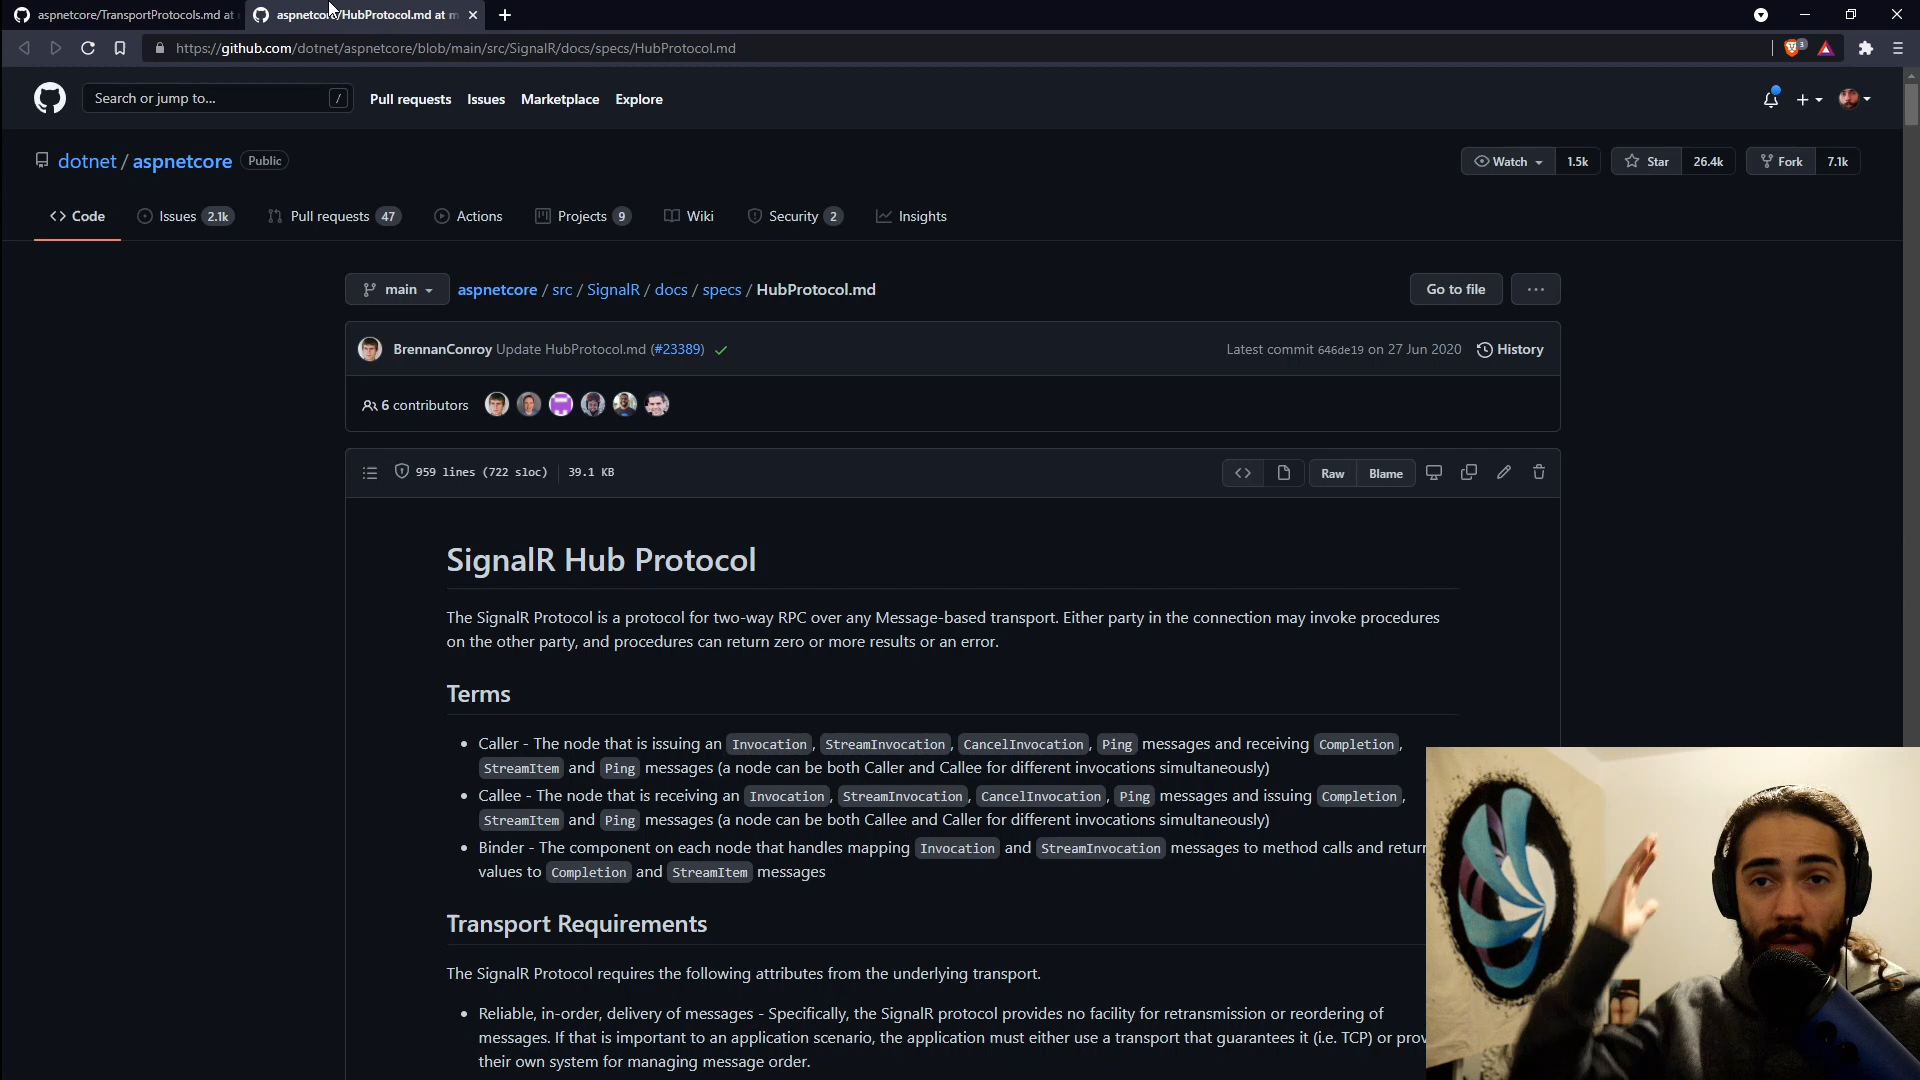 aspnetcore/TransportProtocols.md at
aspnetcore/HubProtocol.md at m
https://github.com/dotnet/aspnetcore/blob/main/src/SignalR/docs/specs/HubProtocol.md
3
Search or jump to...
/
Pull requests
Issues
Marketplace
Explore
dotnet / aspnetcore
Public
Watch
1.5k
Star
26.4k
Fork
7.1k
Code
Issues 2.1k
Pull requests 47
Actions
Projects 9
Wiki
Security 2
Insights
main
aspnetcore / src / SignalR / docs / specs / HubProtocol.md
Go to file
...
BrennanConroy Update HubProtocol.md (#23389)
Latest commit 646de19 on 27 Jun 2020
History
6 contributors
959 lines (722 sloc)
39.1 KB
Raw
Blame
SignalR Hub Protocol
The SignalR Protocol is a protocol for two-way RPC over any Message-based transport. Either party in the connection may invoke procedures
on the other party, and procedures can return zero or more results or an error.
Terms
• Caller - The node that is issuing an Invocation, StreamInvocation, CancelInvocation, Ping messages and receiving Completion,
StreamItem and Ping messages (a node can be both Caller and Callee for different invocations simultaneously)
• Callee - The node that is receiving an Invocation, StreamInvocation, CancelInvocation, Ping messages and issuing Completion,
StreamItem and Ping messages (a node can be both Callee and Caller for different invocations simultaneously)
• Binder - The component on each node that handles mapping Invocation and StreamInvocation messages to method calls and return
values to Completion and StreamItem messages
Transport Requirements
The SignalR Protocol requires the following attributes from the underlying transport.
• Reliable, in-order, delivery of messages - Specifically, the SignalR protocol provides no facility for retransmission or reordering of
messages. If that is important to an application scenario, the application must either use a transport that guarantees it (i.e. TCP) or prov
their own system for managing message order.